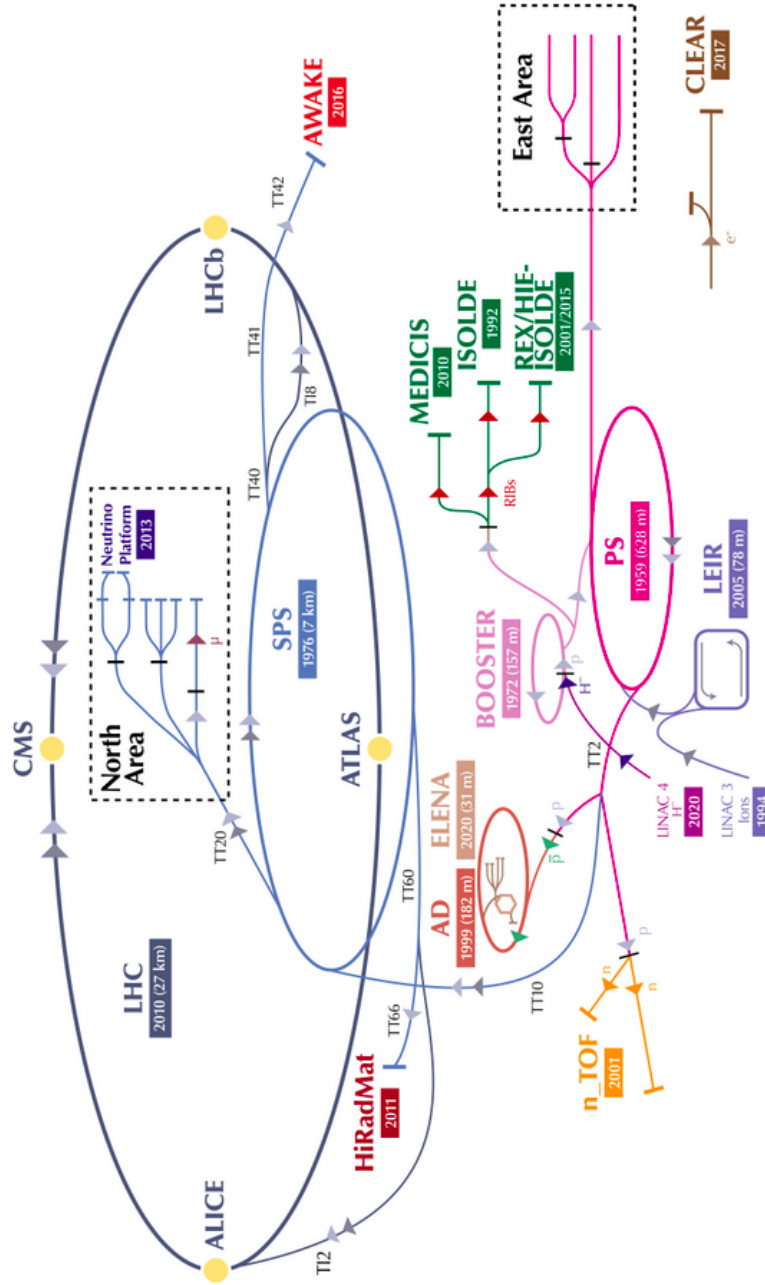 CMS
North
Area
Neutrino
Platform
2013
μ
LHC
2010 (27 km)
ALICE
LHCb
TT20
SPS
1976 (7 km)
TT40
TT41
TT42
AWAKE
2016
TI8
ATLAS
TI2
TT60
TT66
HiRadMat
2011
TT10
AD
1999 (182 m)
ELENA
2020 (31 m)
p
p̅
BOOSTER
1972 (157 m)
p
H⁻
MEDICIS
2010
ISOLDE
1992
RIBs
REX/HIE-
ISOLDE
2001/2015
East Area
TT2
n_TOF
2001
n
n
p
LINAC 4
H⁻
2020
LINAC 3
Ions
1994
PS
1959 (628 m)
LEIR
2005 (78 m)
e⁻
CLEAR
2017